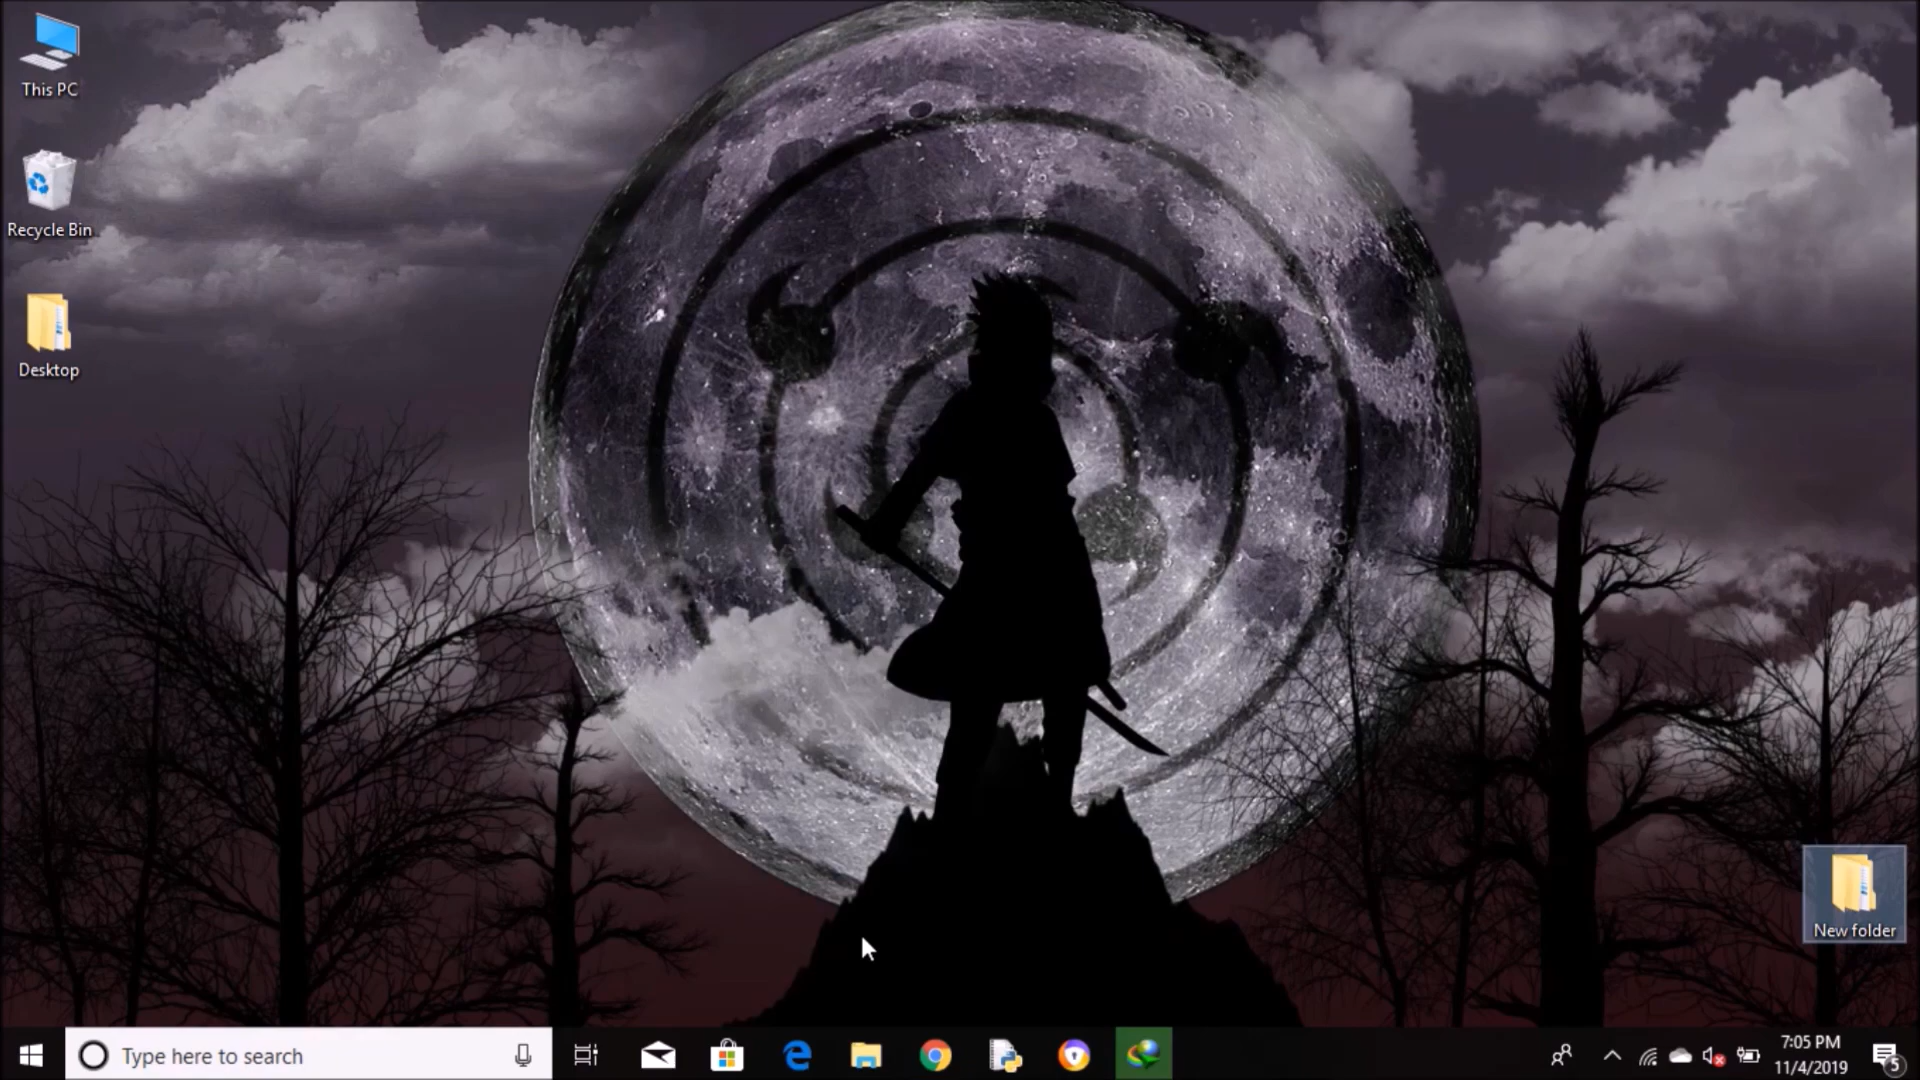 This PC
Recycle Bin
Desktop
New folder
Type here to search
7:05 PM
11/4/2019
5